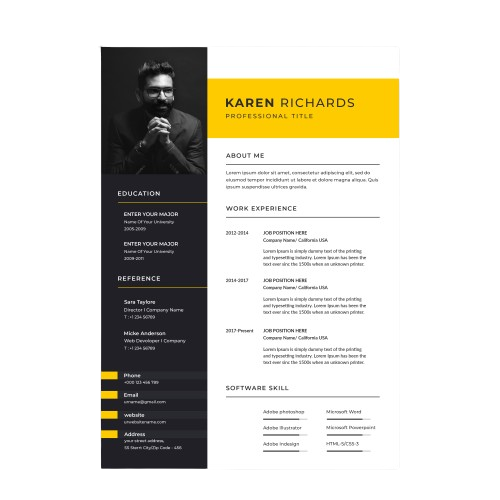 KAREN RICHARDS
PROFESSIONAL TITLE
ABOUT ME
Lorem ipsum dolor sit amet, consectetur adipiscing elit, sed do
eiusmod tempor incididunt ut labore et dolore magna aliqua. Quis
ipsum suspendisse ultrices gravida.
WORK EXPERIENCE
2012-2014
JOB POSITION HERE
Company Name/ California USA
Lorem Ipsum is simply dummy text of the printing
and typesetting industry. Lorem Ipsum has been the
text ever sinc the 1500s when an unknown printer.
2014-2017
JOB POSITION HERE
Company Name/ California USA
Lorem Ipsum is simply dummy text of the printing
and typesetting industry. Lorem Ipsum has been the
text ever sinc the 1500s when an unknown printer.
2017-Present
JOB POSITION HERE
Company Name/ California USA
Lorem Ipsum is simply dummy text of the printing
and typesetting industry. Lorem Ipsum has been the
text ever sinc the 1500s when an unknown printer.
SOFTWARE SKILL
Adobe photoshop
Microsoft Word
Adobe illustrator
Microsoft Powerpoint
Adobe Indesign
HTML-5/CSS-3
EDUCATION
ENTER YOUR MAJOR
Name Of Your University
2005-2009
ENTER YOUR MAJOR
Name Of Your University
2009-2011
REFERENCE
Sara Taylore
Director I Company Name
T :+1 234 56789
Micke Anderson
Web Developer I Company
T :+1 234 56789
Phone
+000 123 456 789
Email
urname@gmail.com
website
urwebsitename.com
Address
your street address,
SS Starrt City/Zip Code - 485